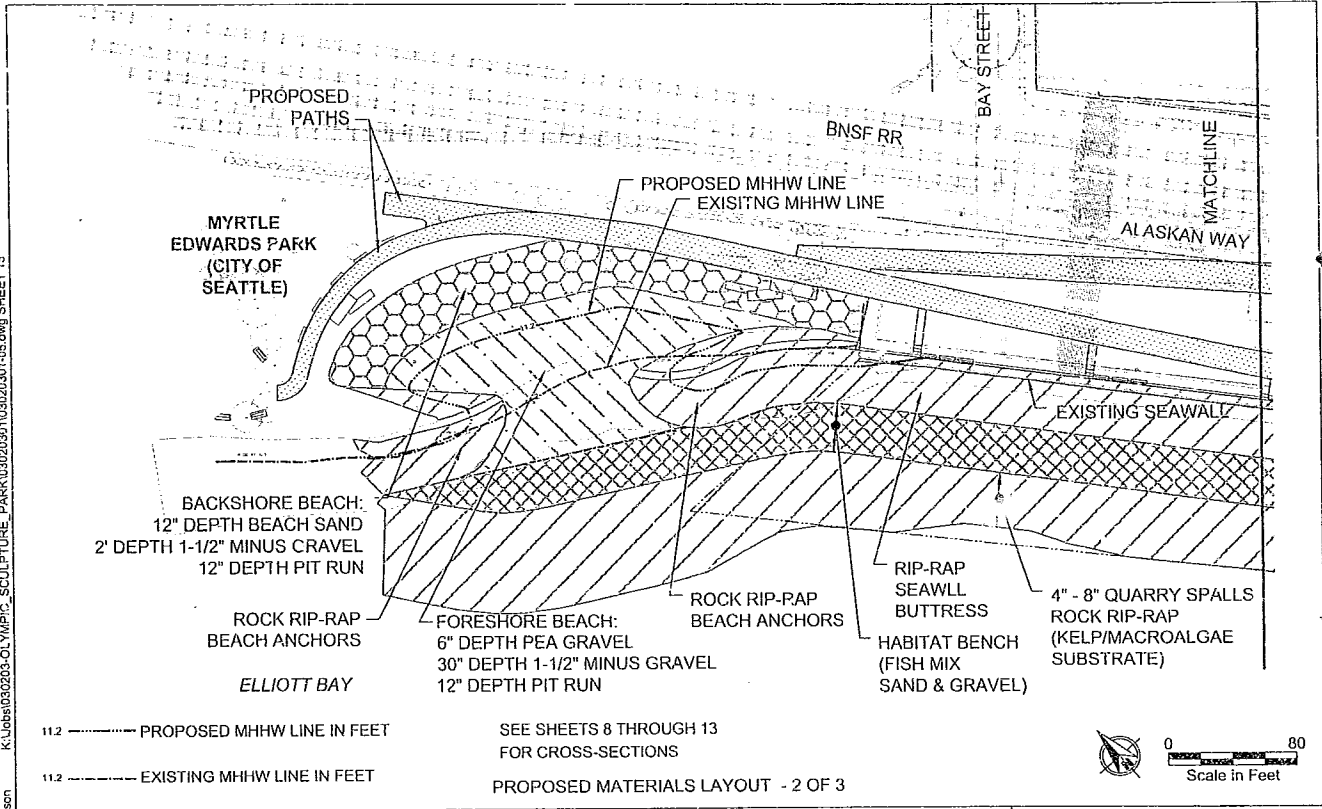 PROPOSED
PATHS
BAY STREET
BNSF RR
MATCHLINE
PROPOSED MHHW LINE
EXISITNG MHHW LINE
MYRTLE
EDWARDS PARK
(CITY OF
SEATTLE)
ALASKAN WAY
EXISTING SEAWALL
BACKSHORE BEACH:
12" DEPTH BEACH SAND
2' DEPTH 1-1/2" MINUS CRAVEL
12" DEPTH PIT RUN
ROCK RIP-RAP
BEACH ANCHORS
FORESHORE BEACH:
6" DEPTH PEA GRAVEL
30" DEPTH 1-1/2" MINUS GRAVEL
12" DEPTH PIT RUN
ROCK RIP-RAP
BEACH ANCHORS
RIP-RAP
SEAWLL
BUTTRESS
HABITAT BENCH
(FISH MIX
SAND & GRAVEL)
4" - 8" QUARRY SPALLS
ROCK RIP-RAP
(KELP/MACROALGAE
SUBSTRATE)
ELLIOTT BAY
11.2 PROPOSED MHHW LINE IN FEET
11.2 EXISTING MHHW LINE IN FEET
SEE SHEETS 8 THROUGH 13
FOR CROSS-SECTIONS
PROPOSED MATERIALS LAYOUT - 2 OF 3
0 80
Scale in Feet